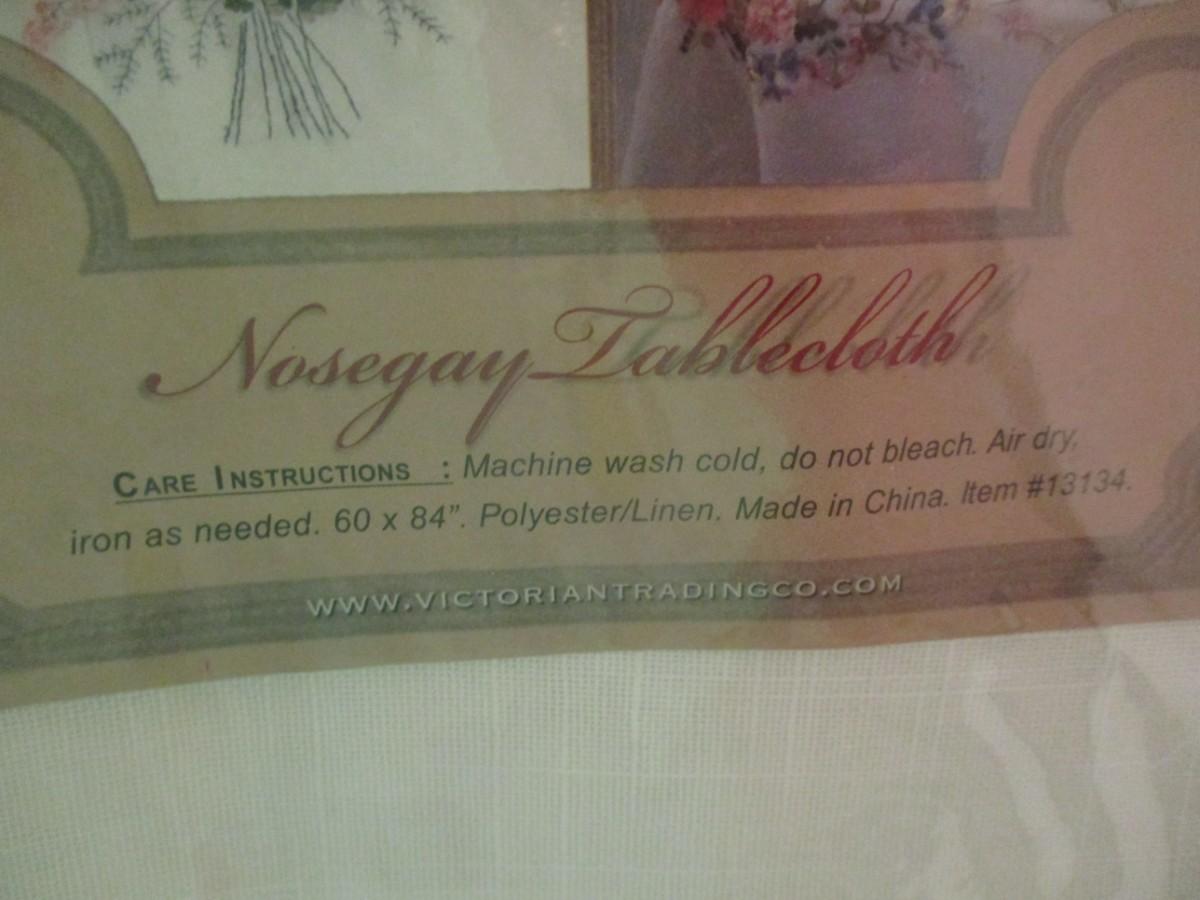 Nosegay Tablecloth
CARE INSTRUCTIONS : Machine wash cold, do not bleach. Air dry,
iron as needed. 60 x 84”. Polyester/Linen. Made in China. Item #13134.
WWW.VICTORIANTRADINGCO.COM